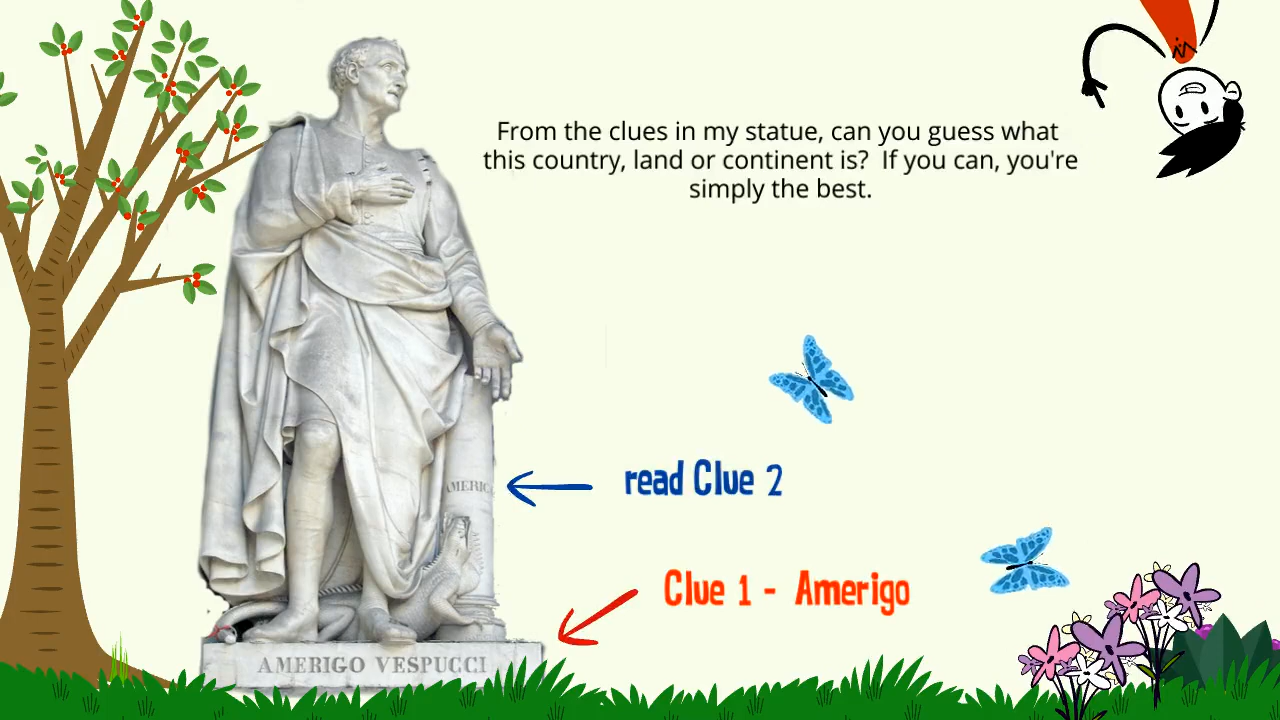 From the clues in my statue, can you guess what
this country, land or continent is?  If you can, you're
simply the best.
read Clue 2
Clue 1 - Amerigo
AMERIGO VESPUCCI